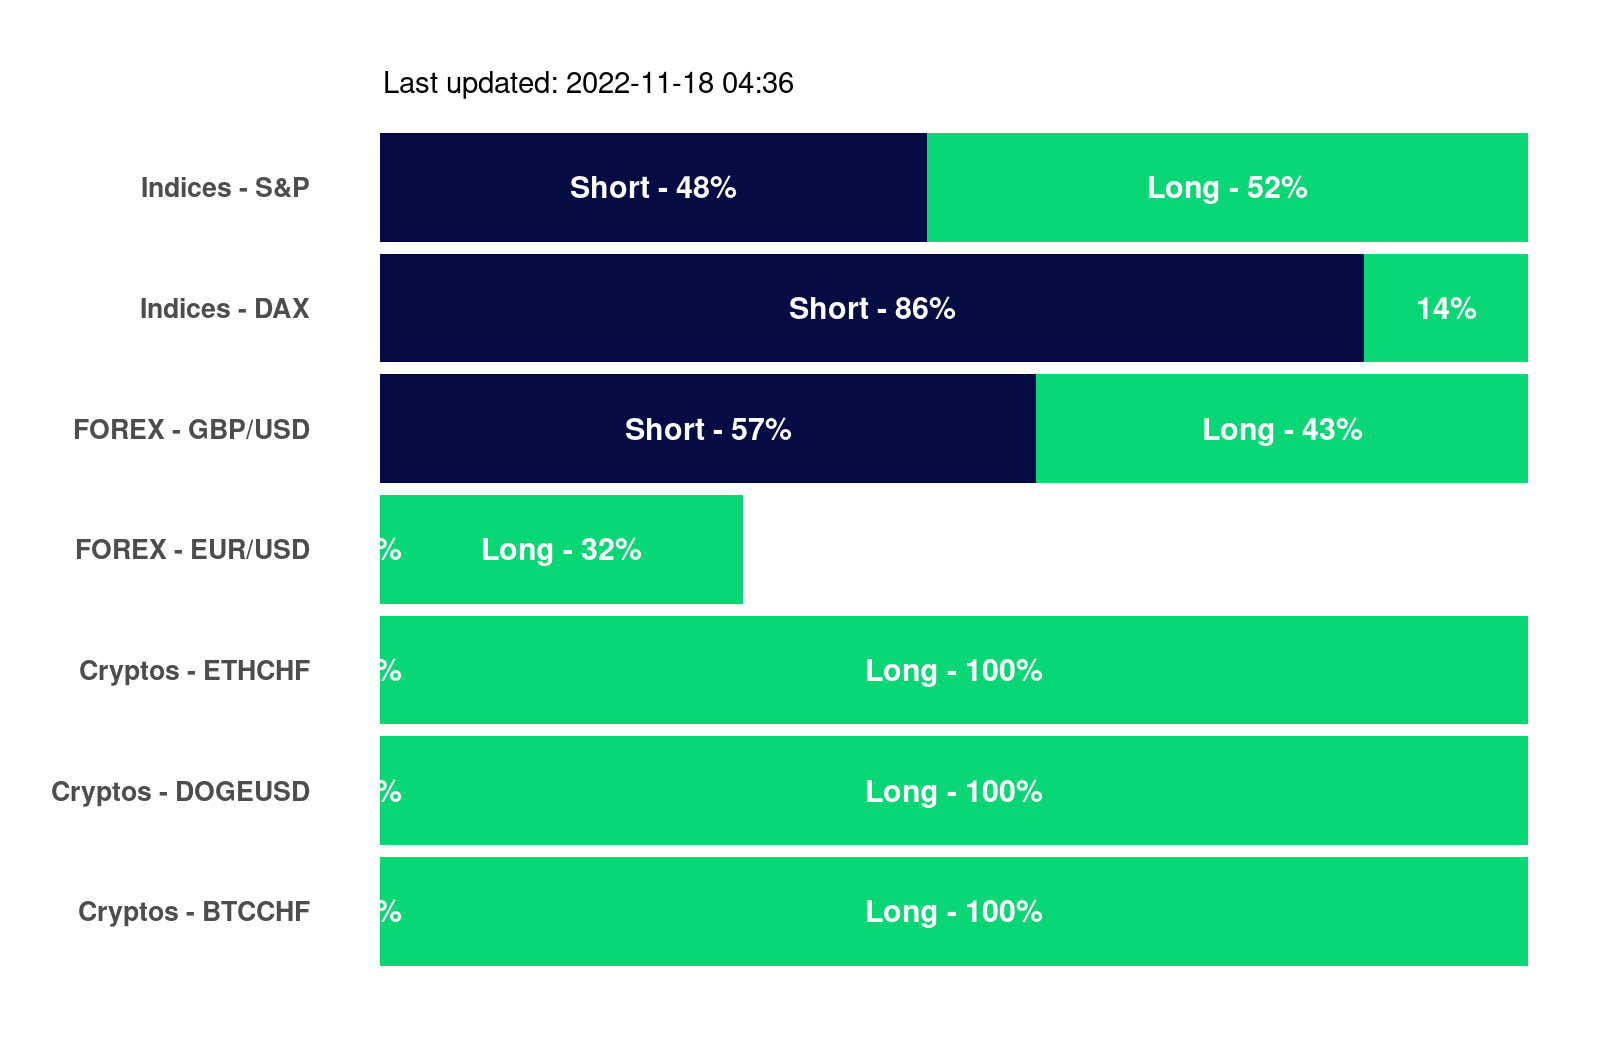 Last updated: 2022-11-18 04:36
Indices - S&P Short - 48% Long - 52%
Indices - DAX Short - 86% 14%
FOREX - GBP/USD Short - 57% Long - 43%
FOREX - EUR/USD % Long - 32%
Cryptos - ETHCHF % Long - 100%
Cryptos - DOGEUSD % Long - 100%
Cryptos - BTCCHF % Long - 100%